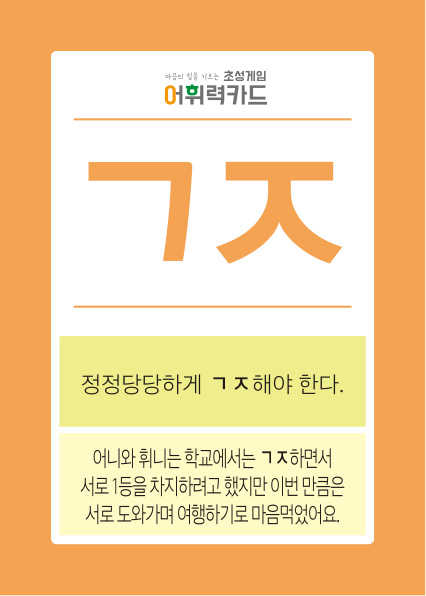 마음의 힘을 기르는 초성게임
어휘력카드
ㄱㅈ
정정당당하게 ㄱㅈ해야 한다.
어니와 휘니는 학교에서는 ㄱㅈ하면서
서로 1등을 차지하려고 했지만 이번 만큼은
서로 도와가며 여행하기로 마음먹었어요.